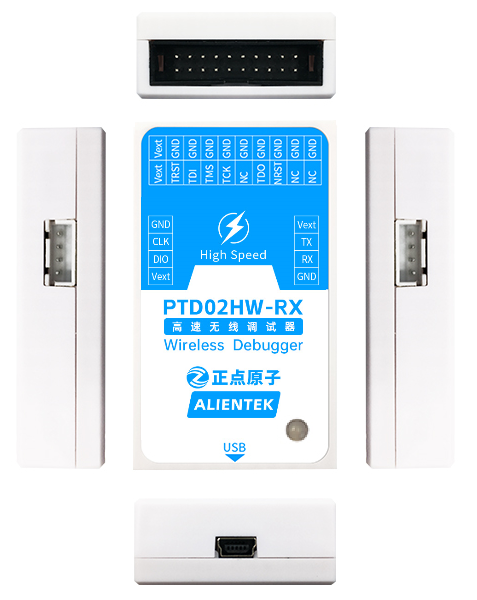 Vext GND GND GND GND GND GND GND GND GND
Vext TRST TDI TMS TCK NC TDO NRST NC NC
GND
CLK
DIO
Vext
High Speed
Vext
TX
RX
GND
PTD02HW-RX
高速无线调试器
Wireless Debugger
正点原子
ALIENTEK
USB